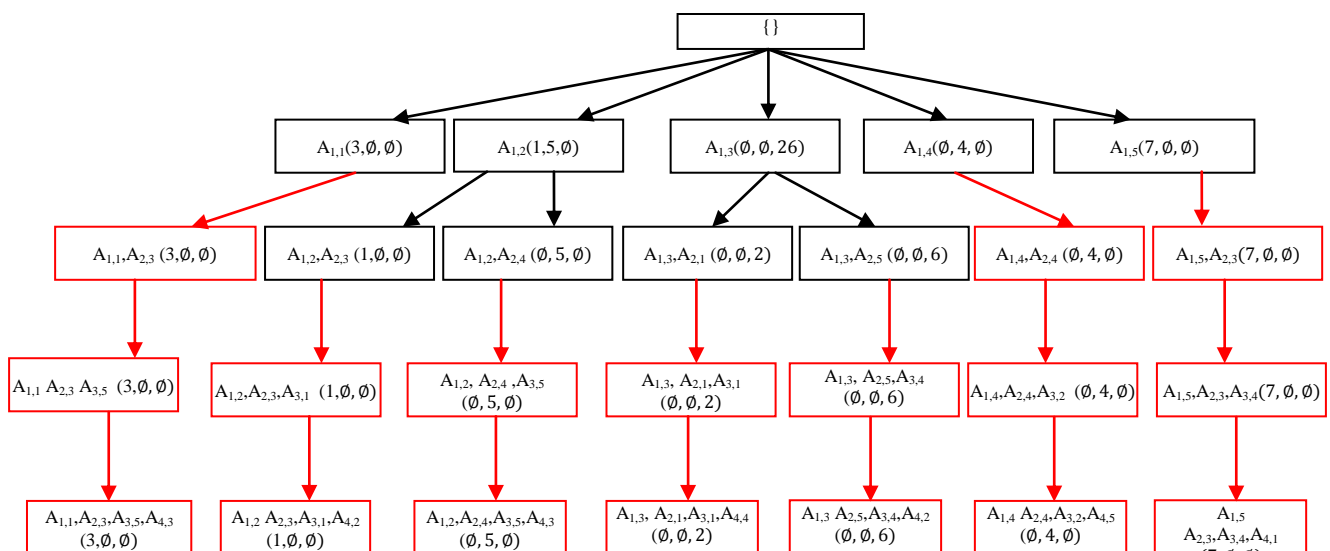 {}
A1,1(3,∅,∅)
A1,2(1,5,∅)
A1,3(∅,∅,26)
A1,4(∅,4,∅)
A1,5(7,∅,∅)
A1,1,A2,3 (3,∅,∅)
A1,2,A2,3 (1,∅,∅)
A1,2,A2,4 (∅,5,∅)
A1,3,A2,1 (∅,∅,2)
A1,3,A2,5 (∅,∅,6)
A1,4,A2,4 (∅,4,∅)
A1,5,A2,3(7,∅,∅)
A1,1 A2,3 A3,5 (3,∅,∅)
A1,2,A2,3,A3,1 (1,∅,∅)
A1,2, A2,4 ,A3,5
(∅,5,∅)
A1,3, A2,1,A3,1
(∅,∅,2)
A1,3, A2,5,A3,4
(∅,∅,6)
A1,4,A2,4,A3,2 (∅,4,∅)
A1,5,A2,3,A3,4(7,∅,∅)
A1,1,A2,3,A3,5,A4,3
(3,∅,∅)
A1,2 A2,3,A3,1,A4,2
(1,∅,∅)
A1,2,A2,4,A3,5,A4,3
(∅,5,∅)
A1,3, A2,1,A3,1,A4,4
(∅,∅,2)
A1,3 A2,5,A3,4,A4,2
(∅,∅,6)
A1,4 A2,4,A3,2,A4,5
(∅,4,∅)
A1,5
A2,3,A3,4,A4,1